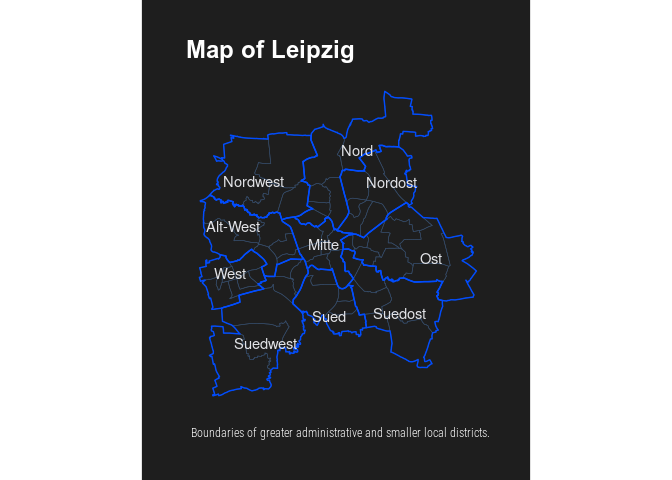 Map of Leipzig
Nord
Nordwest
Nordost
Alt-West
Mitte
Ost
West
Suedost
Sued
Suedwest
Boundaries of greater administrative and smaller local districts.